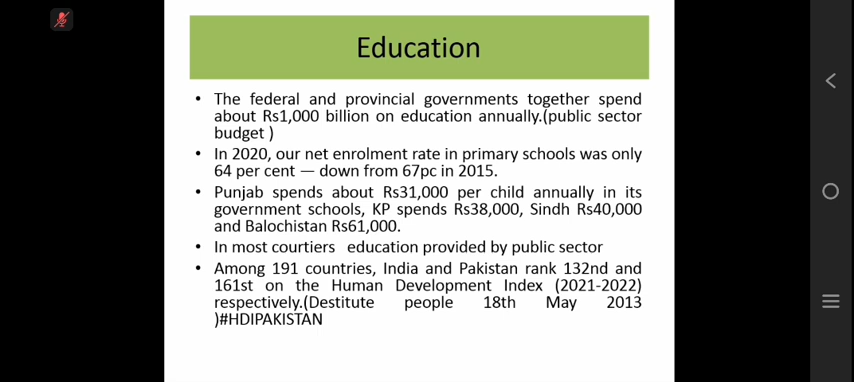 Education
• The federal and provincial governments together spend
about Rs1,000 billion on education annually.(public sector
budget )
• In 2020, our net enrolment rate in primary schools was only
64 per cent — down from 67pc in 2015.
• Punjab spends about Rs31,000 per child annually in its
government schools, KP spends Rs38,000, Sindh Rs40,000
and Balochistan Rs61,000.
• In most courtiers education provided by public sector
• Among 191 countries, India and Pakistan rank 132nd and
161st on the Human Development Index (2021-2022)
respectively.(Destitute people 18th May 2013
)#HDIPAKISTAN